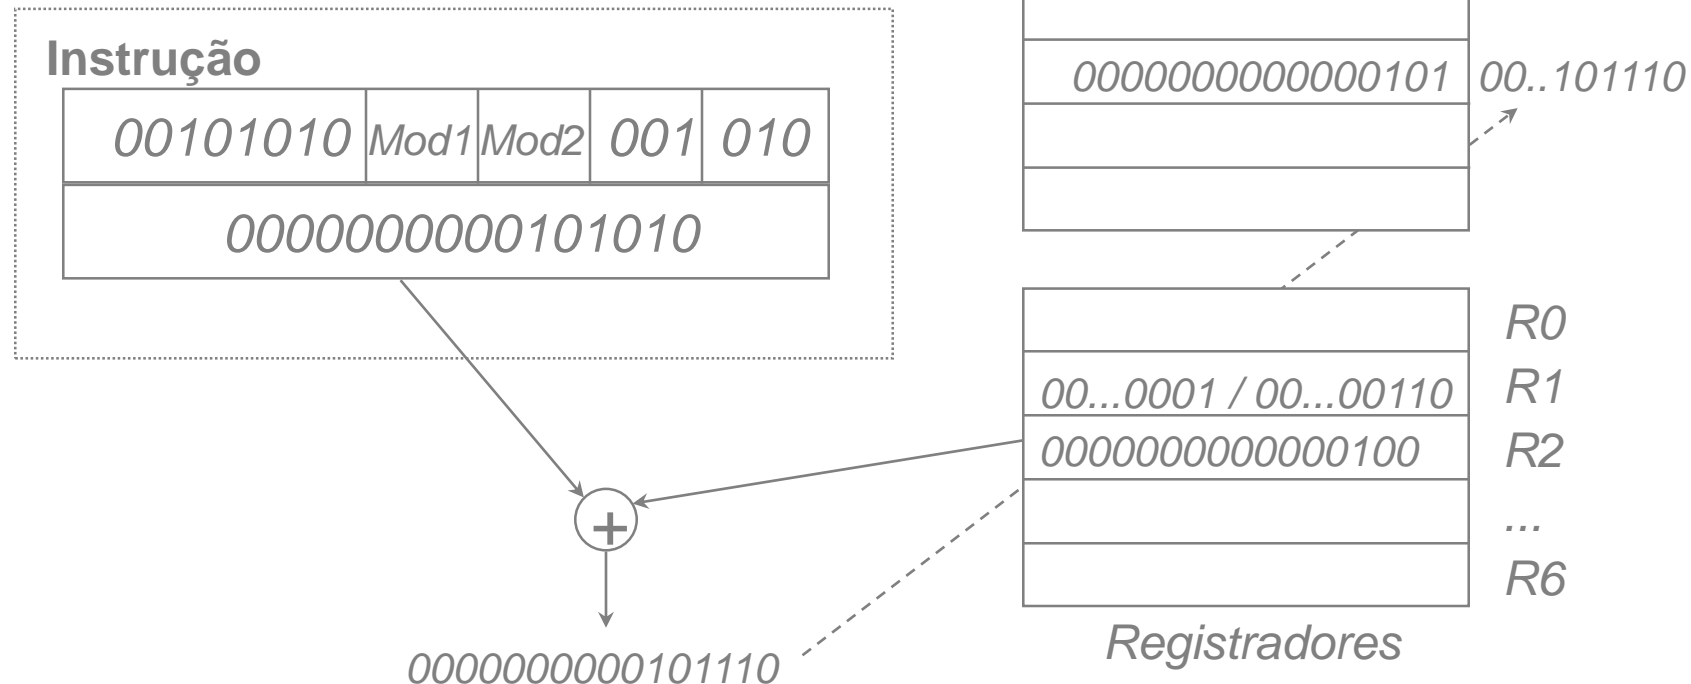 Instrução
00101010 Mod1 Mod2 001 010
0000000000101010
0000000000000101 00..101110
R0
00...0001 / 00...00110 R1
0000000000000100 R2
...
R6
Registradores
+
0000000000101110